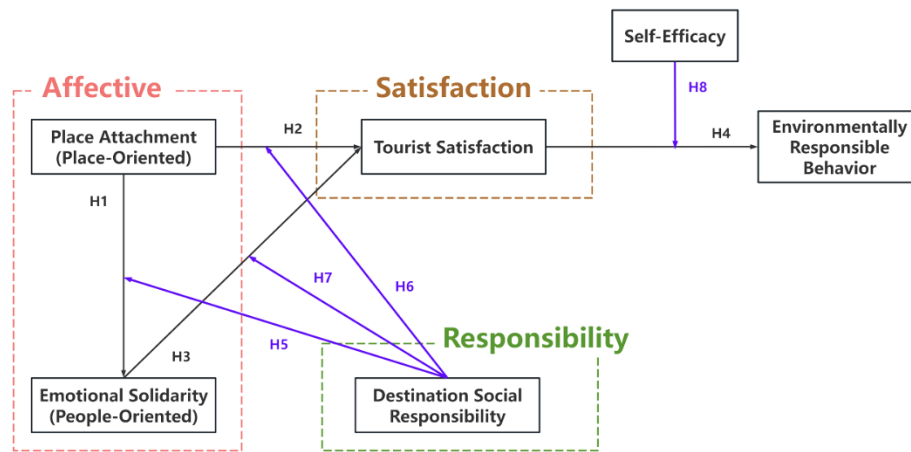 Self-Efficacy
Affective
Satisfaction
H8
Place Attachment
(Place-Oriented)
H2
Tourist Satisfaction
H4
Environmentally
Responsible
Behavior
H1
H7
H6
H5
Responsibility
H3
Emotional Solidarity
(People-Oriented)
Destination Social
Responsibility